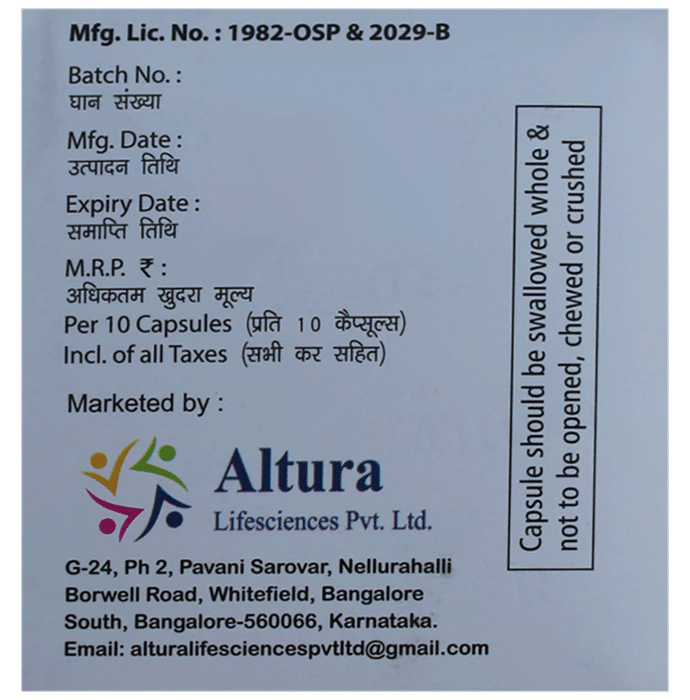 Mfg. Lic. No. : 1982-OSP & 2029-B
Batch No. :
घान संख्या
Mfg. Date :
उत्पादन तिथि
Expiry Date :
समाप्ति तिथि
M.R.P. ₹ :
अधिकतम खुदरा मूल्य
Per 10 Capsules (प्रति 10 कैप्सूल्स)
Incl. of all Taxes (सभी कर सहित)
Marketed by :
Altura
Lifesciences Pvt. Ltd.
G-24, Ph 2, Pavani Sarovar, Nellurahalli
Borwell Road, Whitefield, Bangalore
South, Bangalore-560066, Karnataka.
Email: alturalifesciencespvtltd@gmail.com
Capsule should be swallowed whole &
not to be opened, chewed or crushed